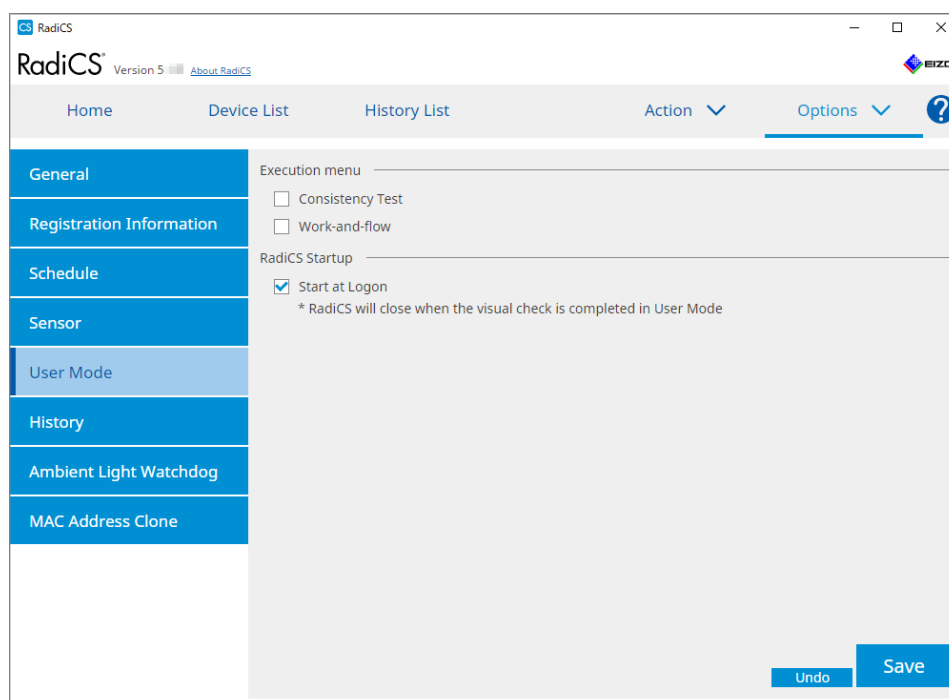 CS RadiCS
RadiCS® Version 5 About RadiCS
Home Device List History List Action Options ?
General
Registration Information
Schedule
Sensor
User Mode
History
Ambient Light Watchdog
MAC Address Clone
Execution menu
Consistency Test
Work-and-flow
RadiCS Startup
Start at Logon
* RadiCS will close when the visual check is completed in User Mode
Undo Save